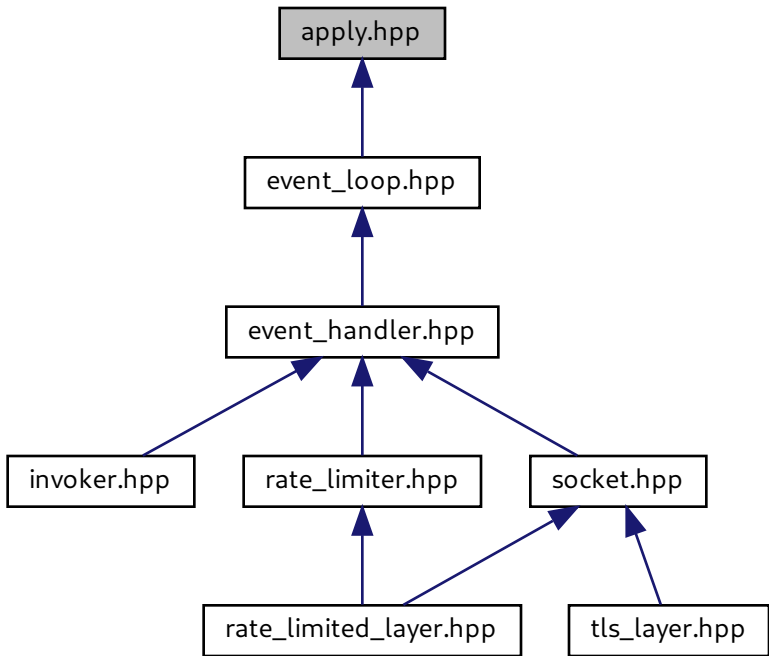 apply.hpp
event_loop.hpp
event_handler.hpp
invoker.hpp
rate_limiter.hpp
socket.hpp
rate_limited_layer.hpp
tls_layer.hpp